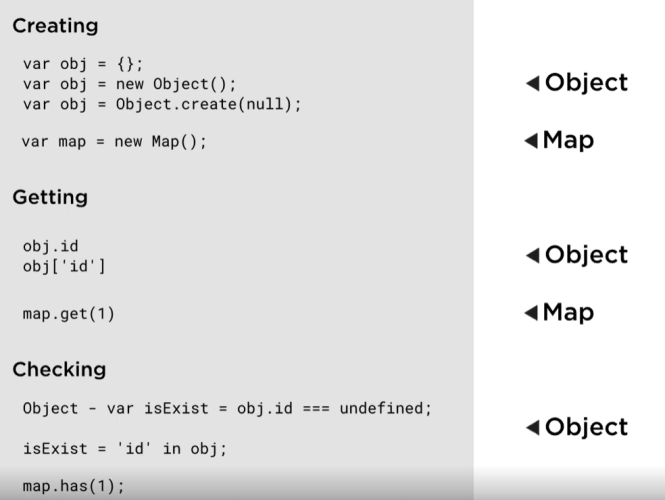 Creating
var obj = {};
var obj = new Object();
var obj = Object.create(null);
Object
var map = new Map();
Map
Getting
obj.id
obj['id']
Object
map.get(1)
Map
Checking
Object - var isExist = obj.id === undefined;
isExist = 'id' in obj;
Object
map.has(1);